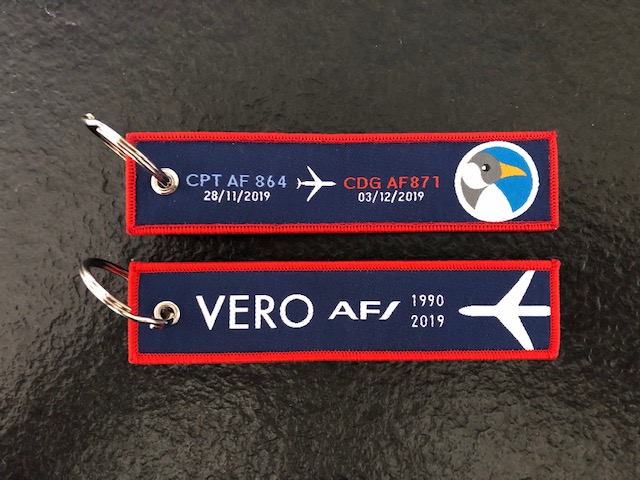 CPT AF 864 CDG AF871
28/11/2019 03/12/2019
VERO AF/ 1990
2019